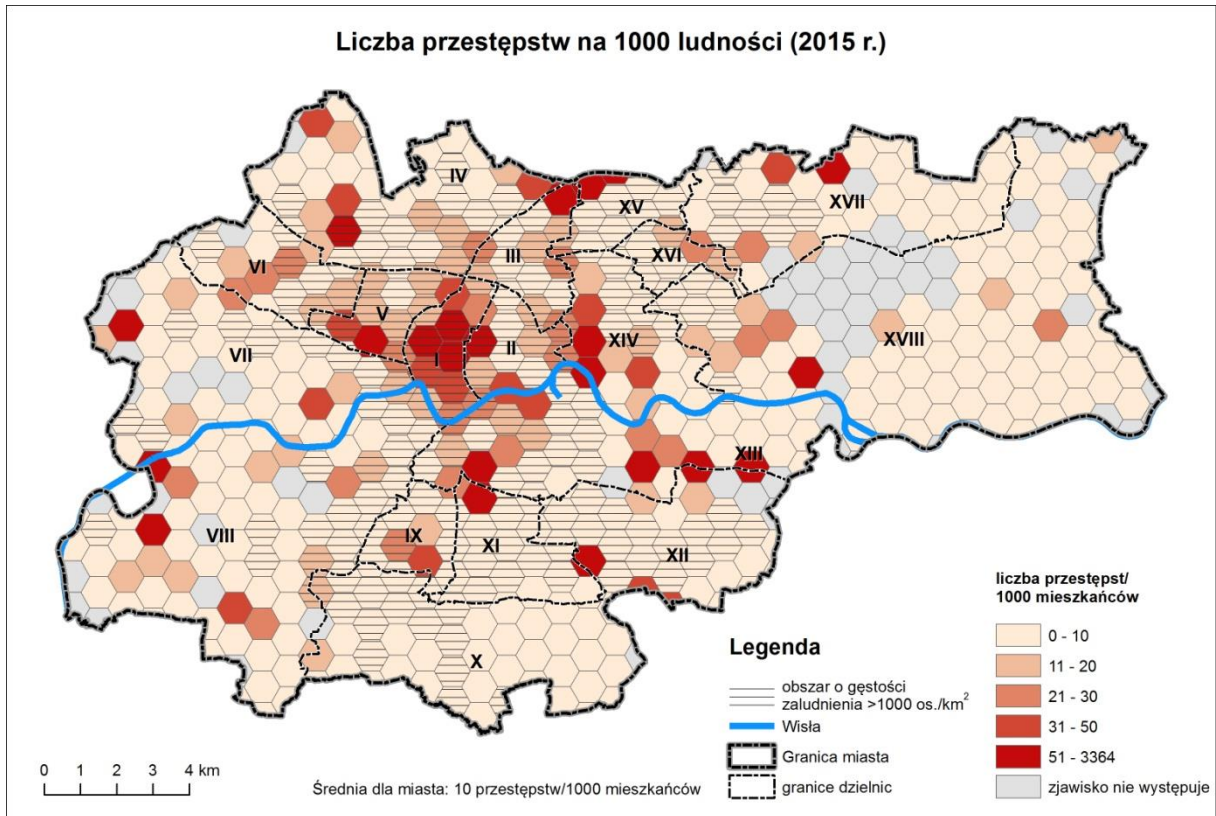 Liczba przestępstw na 1000 ludności (2015 r.)
IV
XV
XVII
III
XVI
VI
V
I
II
XIV
VII
XVIII
XIII
VIII
IX
XI
XII
X
liczba przestępst/
1000 mieszkańców
0 - 10
11 - 20
21 - 30
31 - 50
51 - 3364
zjawisko nie występuje
Legenda
obszar o gęstości
zaludnienia >1000 os./km²
Wisła
Granica miasta
granice dzielnic
0 1 2 3 4 km
Średnia dla miasta: 10 przestępstw/1000 mieszkańców